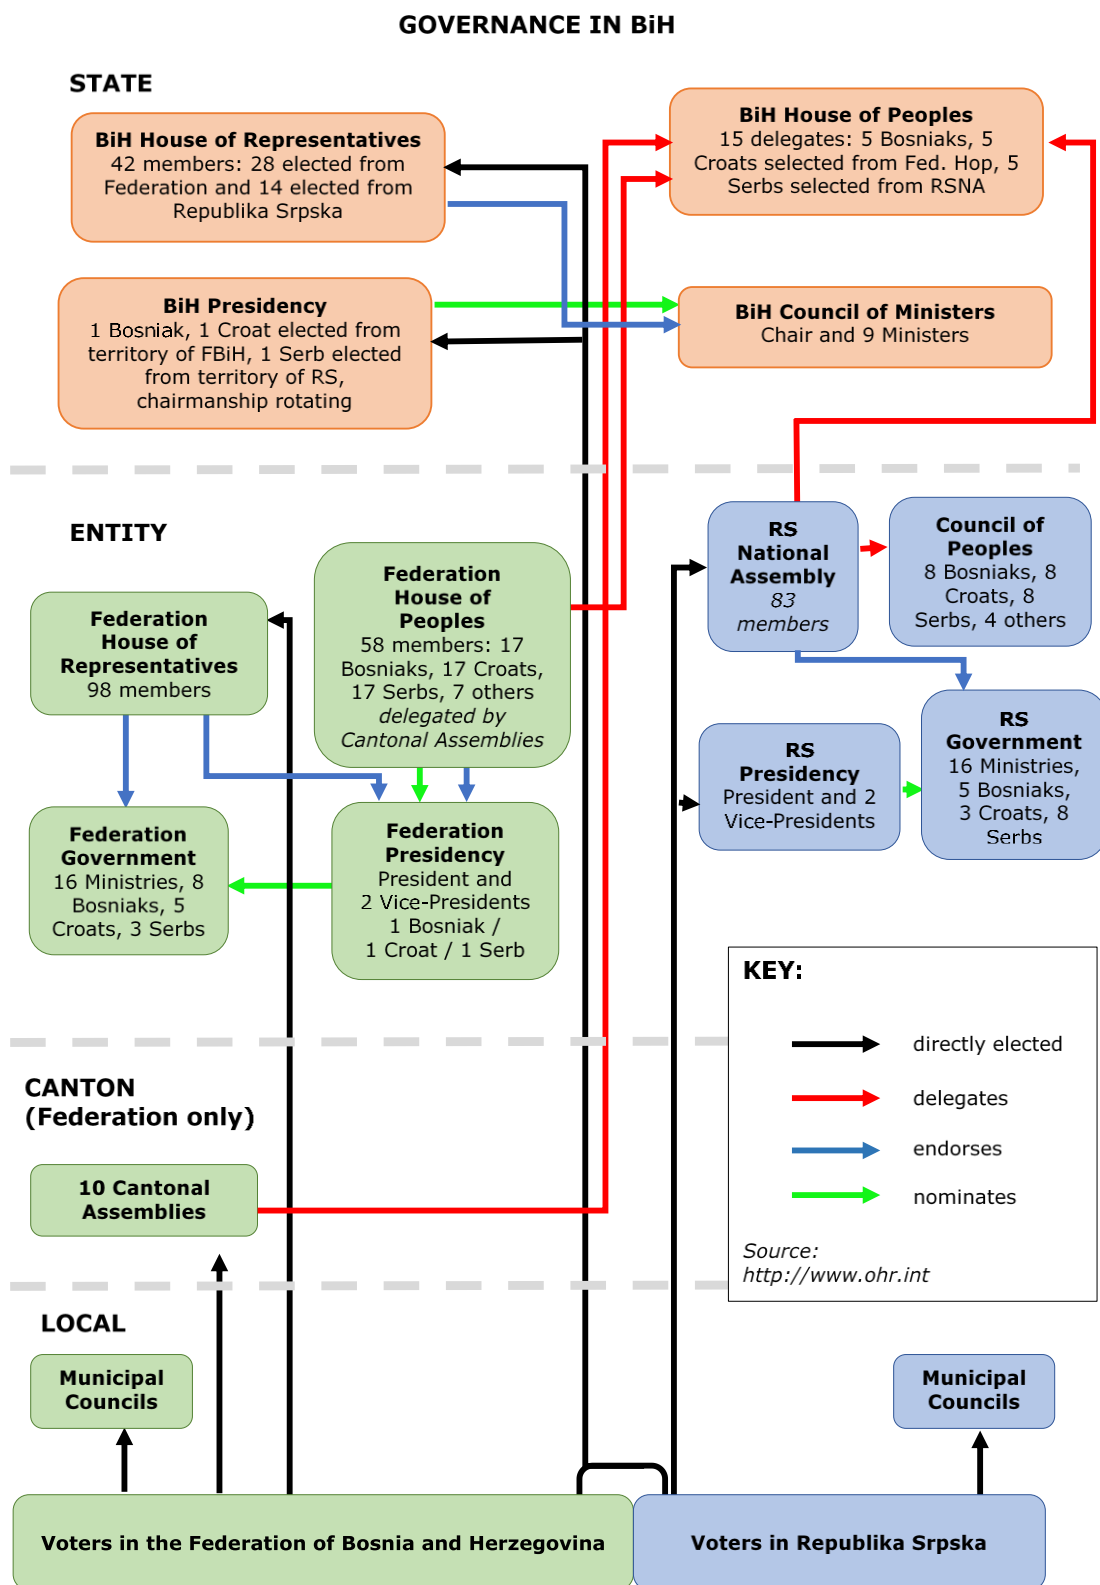 GOVERNANCE IN BiH
STATE
BiH House of Representatives
42 members: 28 elected from
Federation and 14 elected from
Republika Srpska
BiH House of Peoples
15 delegates: 5 Bosniaks, 5
Croats selected from Fed. Hop, 5
Serbs selected from RSNA
BiH Presidency
1 Bosniak, 1 Croat elected from
territory of FBiH, 1 Serb elected
from territory of RS,
chairmanship rotating
BiH Council of Ministers
Chair and 9 Ministers
ENTITY
Federation
House of
Representatives
98 members
Federation
House of
Peoples
58 members: 17
Bosniaks, 17 Croats,
17 Serbs, 7 others
delegated by
Cantonal Assemblies
RS
National
Assembly
83
members
Council of
Peoples
8 Bosniaks, 8
Croats, 8
Serbs, 4 others
RS
Presidency
President and 2
Vice-Presidents
RS
Government
16 Ministries,
5 Bosniaks,
3 Croats, 8
Serbs
Federation
Government
16 Ministries, 8
Bosniaks, 5
Croats, 3 Serbs
Federation
Presidency
President and
2 Vice-Presidents
1 Bosniak /
1 Croat / 1 Serb
KEY:
directly elected
delegates
endorses
nominates
Source:
http://www.ohr.int
CANTON
(Federation only)
10 Cantonal
Assemblies
LOCAL
Municipal
Councils
Municipal
Councils
Voters in the Federation of Bosnia and Herzegovina
Voters in Republika Srpska